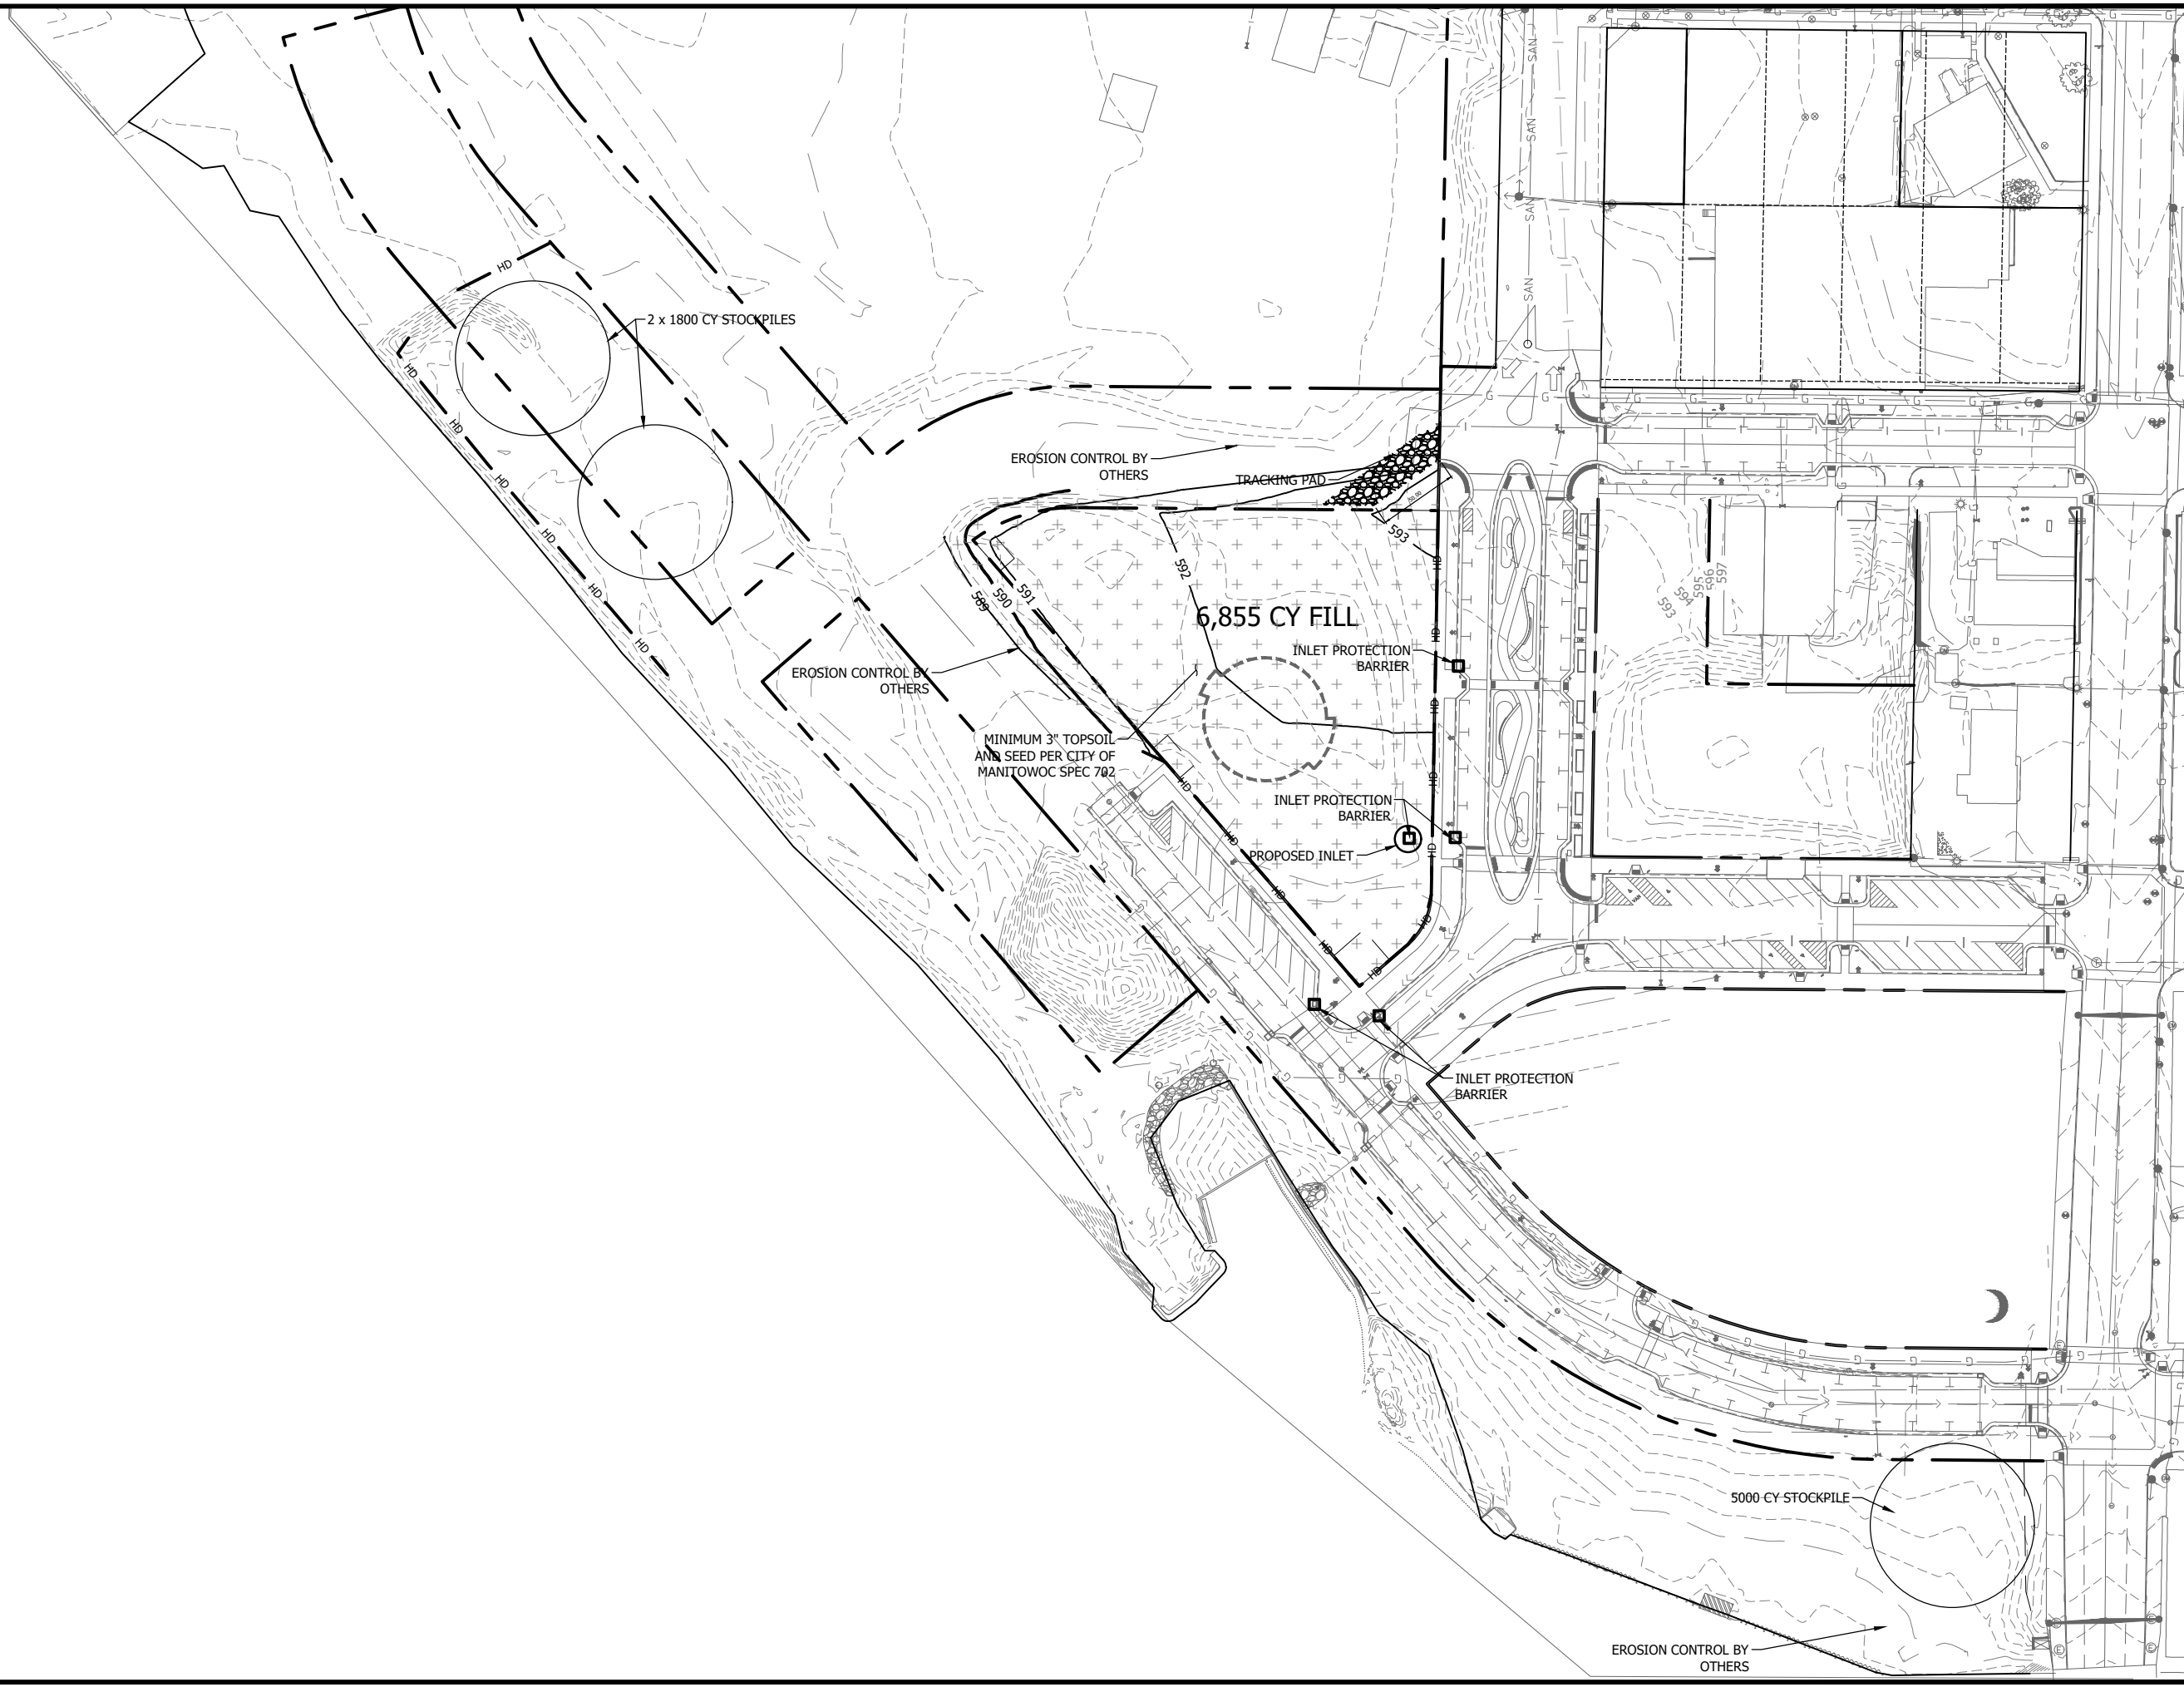 SAN
SAN
SAN
SAN
HD
2 x 1800 CY STOCKPILES
HD
HD
HD
HD
HD
HD
EROSION CONTROL BY
OTHERS
TRACKING PAD
593
592
591
590
589
HD
6,855 CY FILL
HD
INLET PROTECTION
BARRIER
EROSION CONTROL BY
OTHERS
HD
MINIMUM 3" TOPSOIL
AND SEED PER CITY OF
MANITOWOC SPEC 702
HD
HD
INLET PROTECTION
BARRIER
HD
PROPOSED INLET
HD
HD
HD
HD
HD
593
594
595
596
597
INLET PROTECTION
BARRIER
5000 CY STOCKPILE
EROSION CONTROL BY
OTHERS